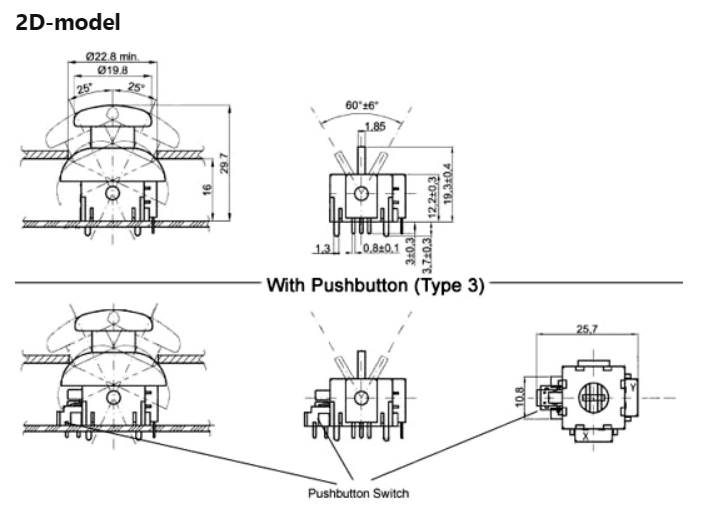 2D-model
Ø22.8 min.
Ø19.8
25°
25°
29.7
16
60°±6°
1,85
12,2±0,3
19,3±0,4
1,3
0,8±0,1
3±0,3
3,7±0,3
With Pushbutton (Type 3)
25,7
10,8
Y
X
Y
Y
Pushbutton Switch